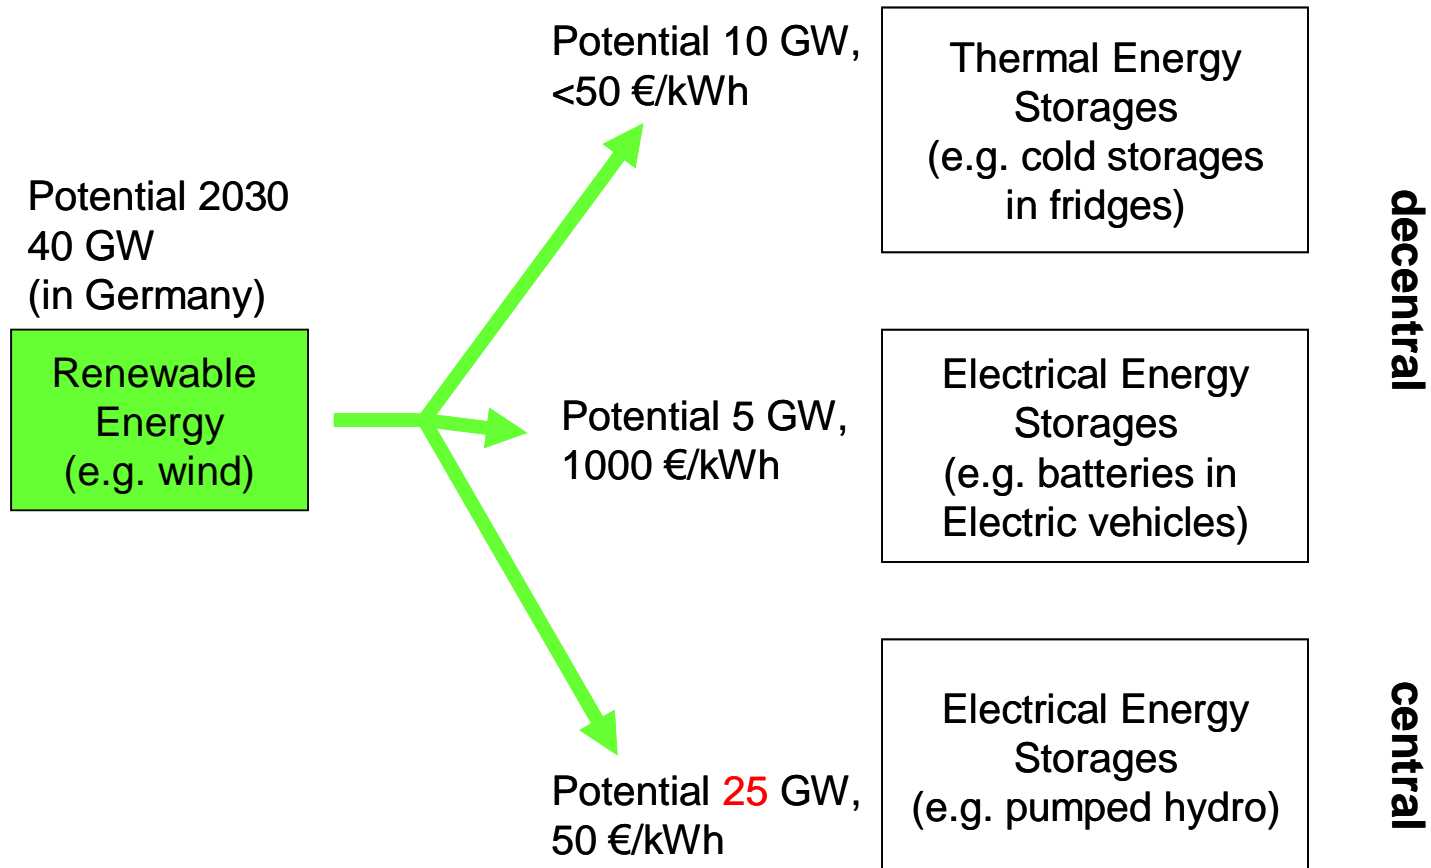 Potential 10 GW,
<50 €/kWh
Thermal Energy
Storages
(e.g. cold storages
in fridges)
Potential 2030
40 GW
(in Germany)
Renewable
Energy
(e.g. wind)
Potential 5 GW,
1000 €/kWh
Electrical Energy
Storages
(e.g. batteries in
Electric vehicles)
decentral
Potential 25 GW,
50 €/kWh
Electrical Energy
Storages
(e.g. pumped hydro)
central